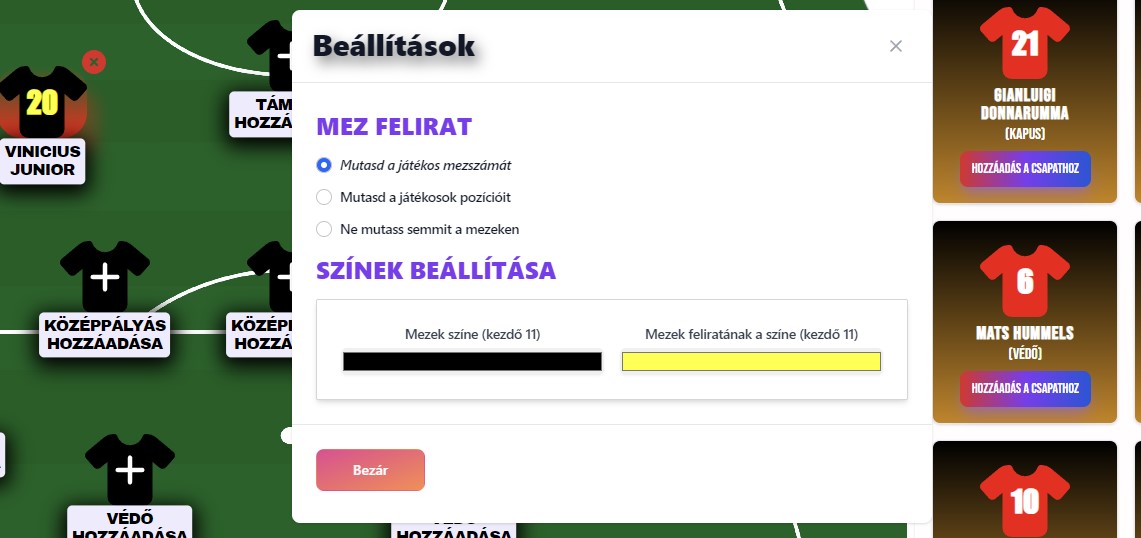 20
VINICIUS
JUNIOR
TÁM
HOZZÁ
KÖZÉPPÁLYÁS
HOZZÁADÁSA
KÖZÉP
HOZZÁ
VÉDŐ
HOZZÁADÁSA
Beállítások
MEZ FELIRAT
Mutasd a játékos mezszámát
Mutasd a játékosok pozícióit
Ne mutass semmit a mezeken
SZÍNEK BEÁLLÍTÁSA
Mezek színe (kezdő 11)
Mezek feliratának a színe (kezdő 11)
Bezár
HOZZÁADÁSA
21
GIANLUIGI
DONNARUMMA
(KAPUS)
HOZZÁADÁS A CSAPATHOZ
6
MATS HUMMELS
(VÉDŐ)
HOZZÁADÁS A CSAPATHOZ
10